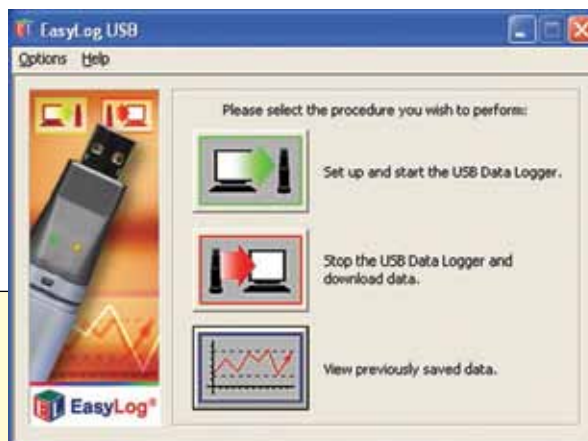 EasyLog USB
Options Help
Please select the procedure you wish to perform:
Set up and start the USB Data Logger.
Stop the USB Data Logger and
download data.
View previously saved data.
EasyLog®